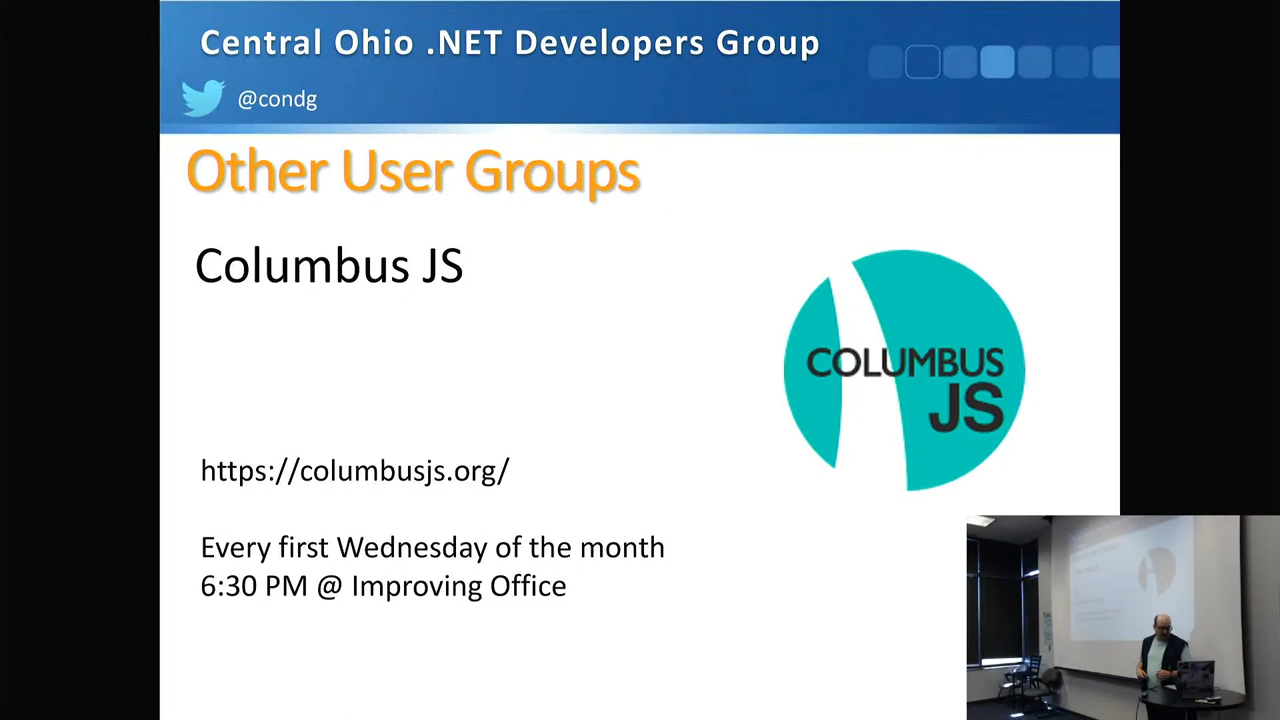 Central Ohio .NET Developers Group
@condg
Other User Groups
Columbus JS
COLUMBUS
JS
https://columbusjs.org/
Every first Wednesday of the month
6:30 PM @ Improving Office